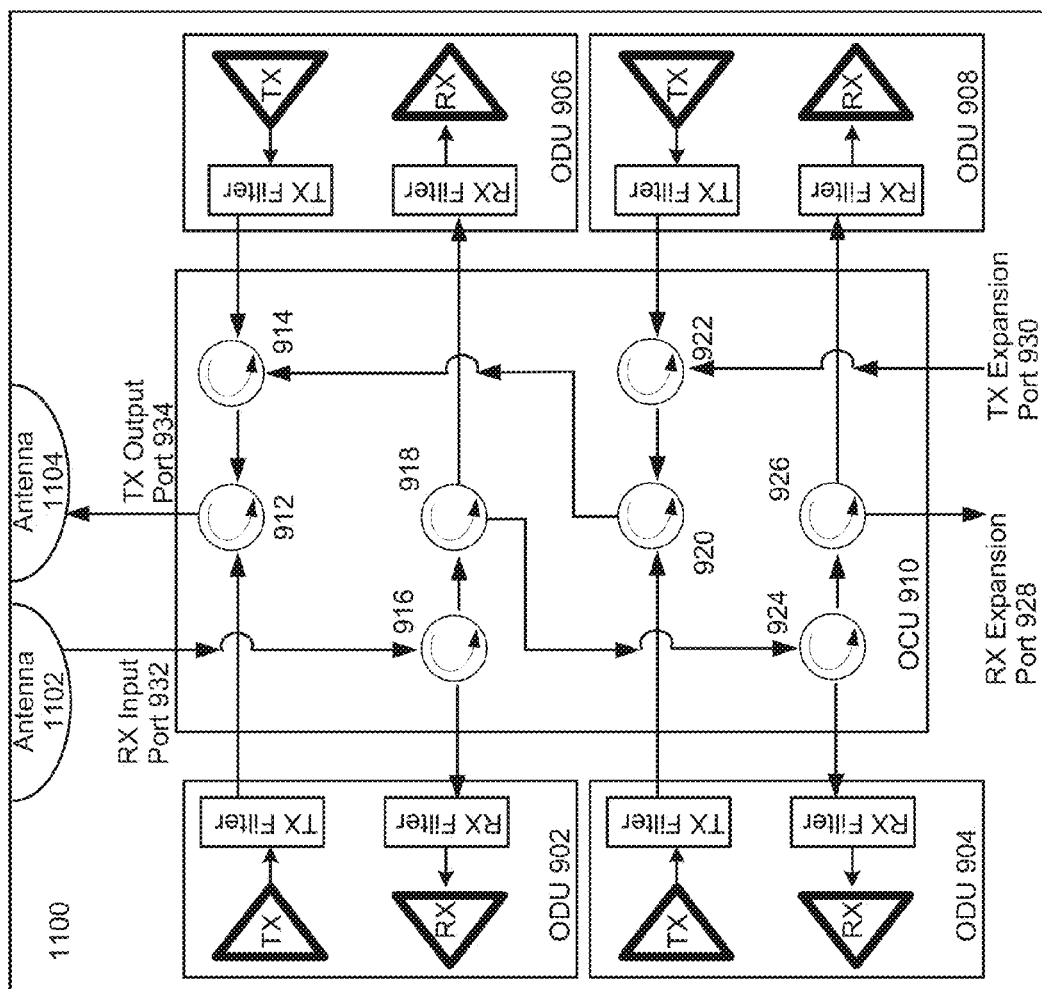 1100
Antenna
1102
Antenna
1104
RX Input
Port 932
TX Output
Port 934
TX
TX Filter
RX Filter
RX
ODU 902
912
914
916
918
TX
TX Filter
RX Filter
RX
ODU 906
TX
TX Filter
RX Filter
RX
ODU 904
920
922
924
926
OCU 910
TX
TX Filter
RX Filter
RX
ODU 908
RX Expansion
Port 928
TX Expansion
Port 930